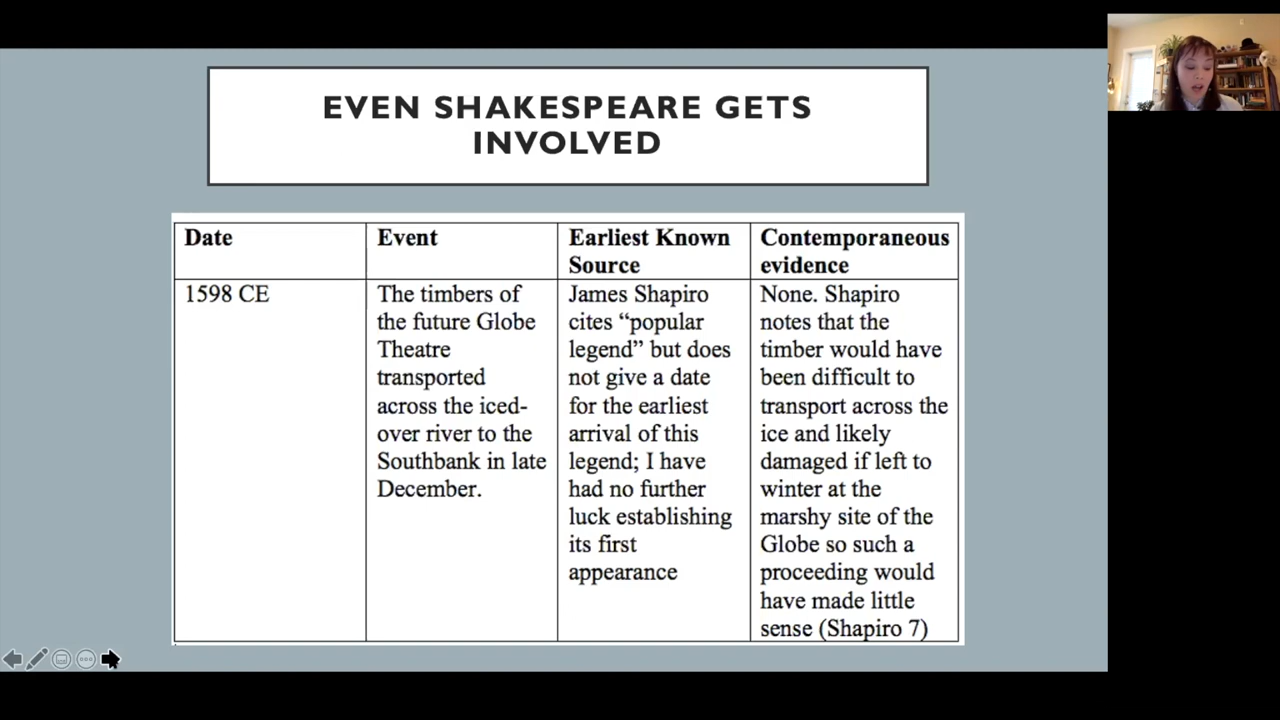 EVEN SHAKESPEARE GETS
INVOLVED
Date
Event
Earliest Known
Source
Contemporaneous
evidence
1598 CE
The timbers of
the future Globe
Theatre
transported
across the iced-
over river to the
Southbank in late
December.
James Shapiro
cites “popular
legend” but does
not give a date
for the earliest
arrival of this
legend; I have
had no further
luck establishing
its first
appearance
None. Shapiro
notes that the
timber would have
been difficult to
transport across the
ice and likely
damaged if left to
winter at the
marshy site of the
Globe so such a
proceeding would
have made little
sense (Shapiro 7)